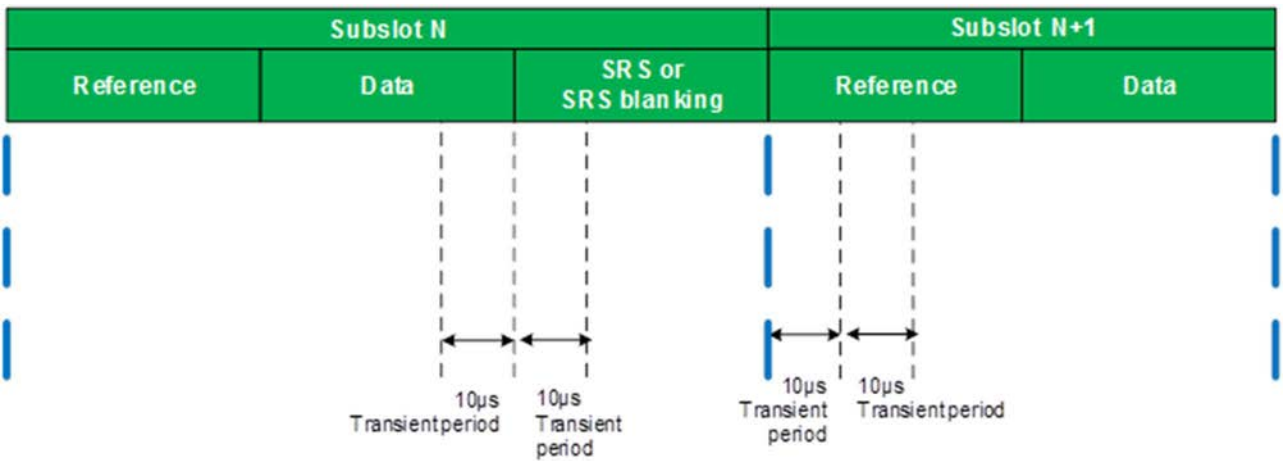 Subslot N
Subslot N+1
Reference
Data
SRS or
SRS blanking
Reference
Data
10µs
Transient period
10µs
Transient
period
10µs
Transient
period
10µs
Transient period